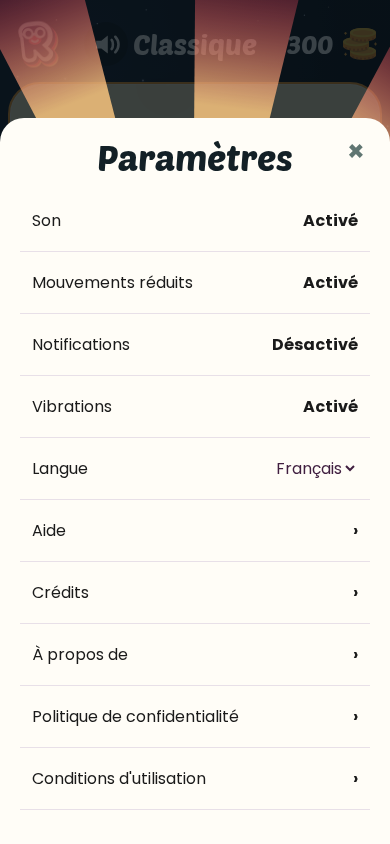 Classique 300
Paramètres ×
Son Activé
Mouvements réduits Activé
Notifications Désactivé
Vibrations Activé
Langue Français
Aide ›
Crédits ›
À propos de ›
Politique de confidentialité ›
Conditions d'utilisation ›